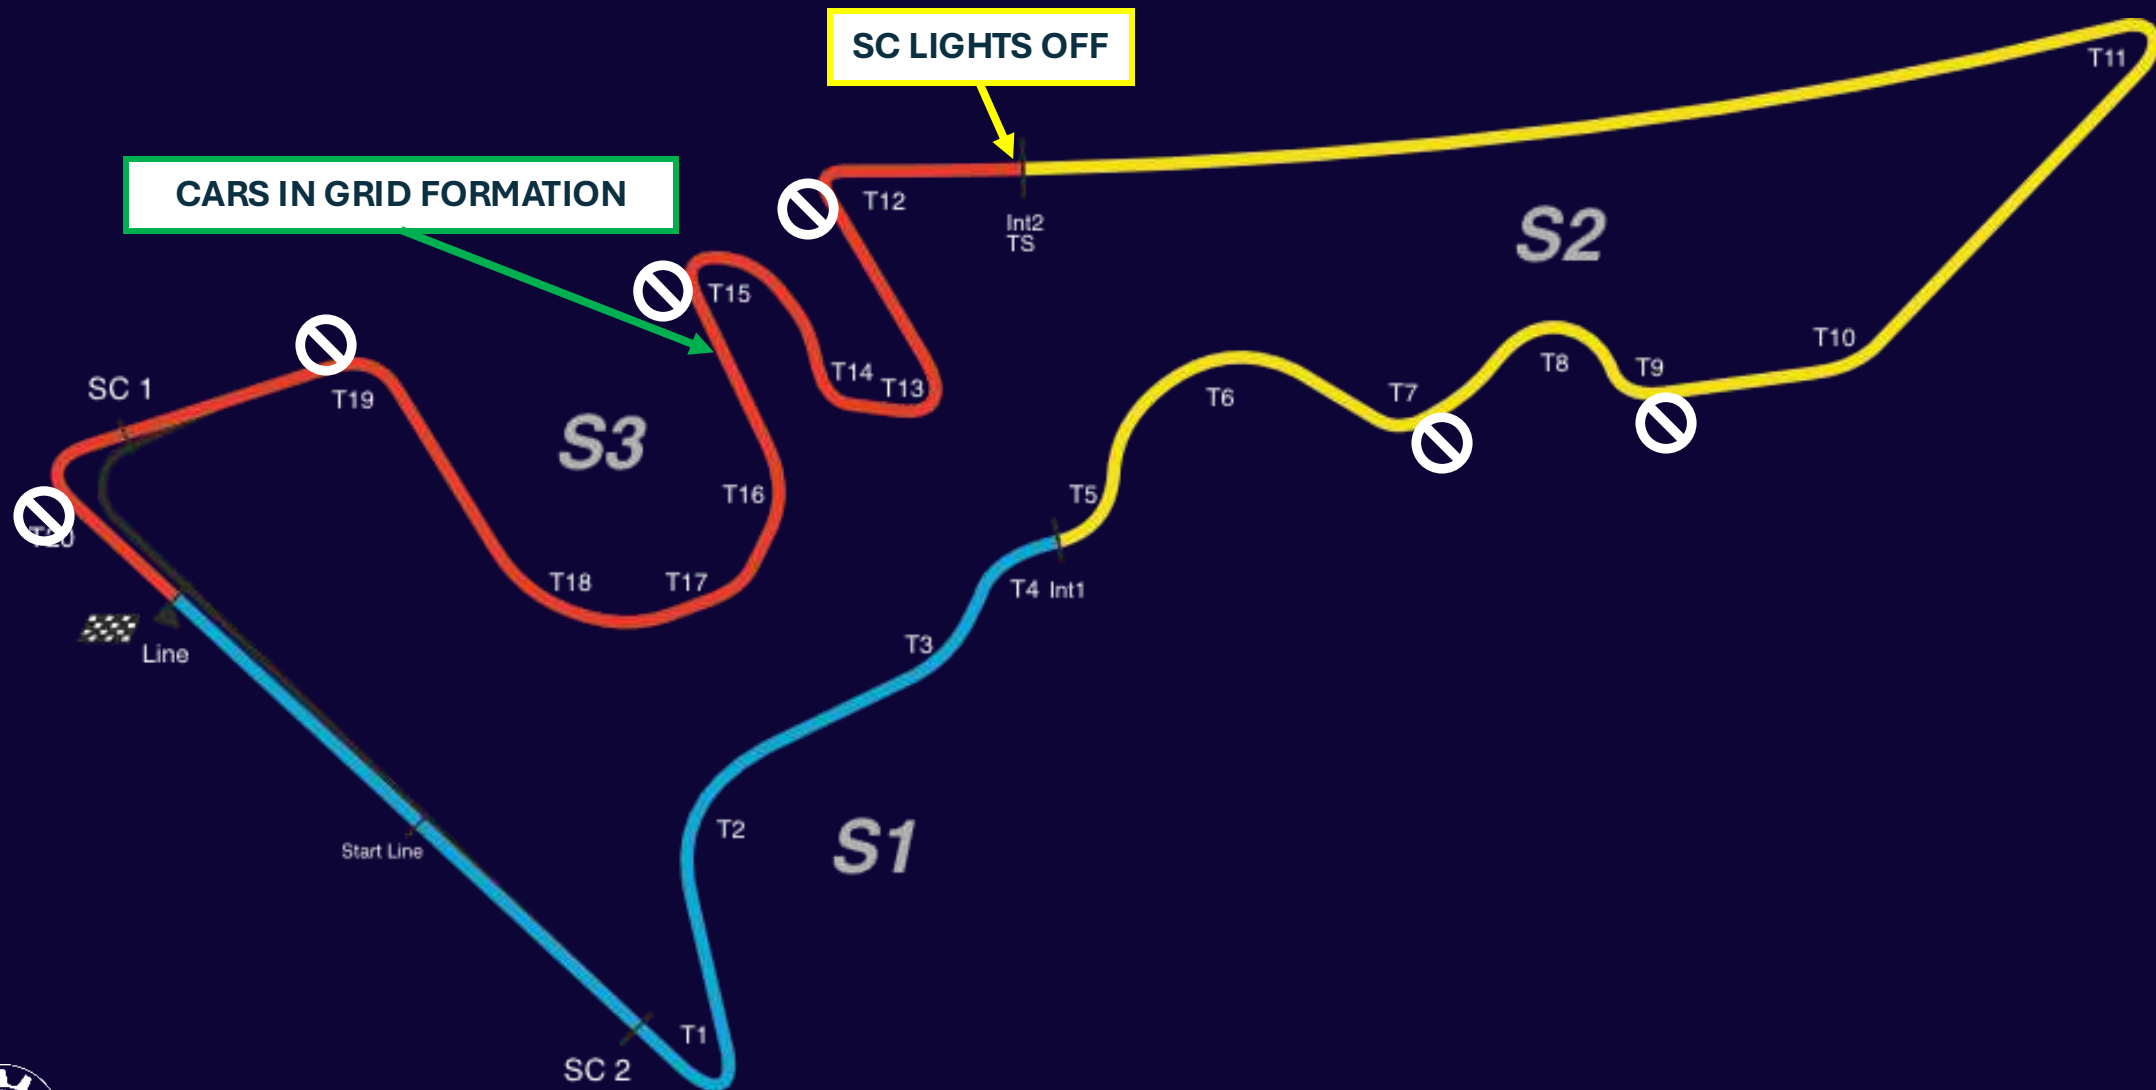 SC LIGHTS OFF
T11
CARS IN GRID FORMATION
T12
Int2
TS
S2
T15
T10
T9
T8
T14
T13
T7
T6
SC 1
T19
S3
T16
T5
T20
T18
T17
T4
Int1
T3
Line
T2
Start Line
S1
T1
SC 2